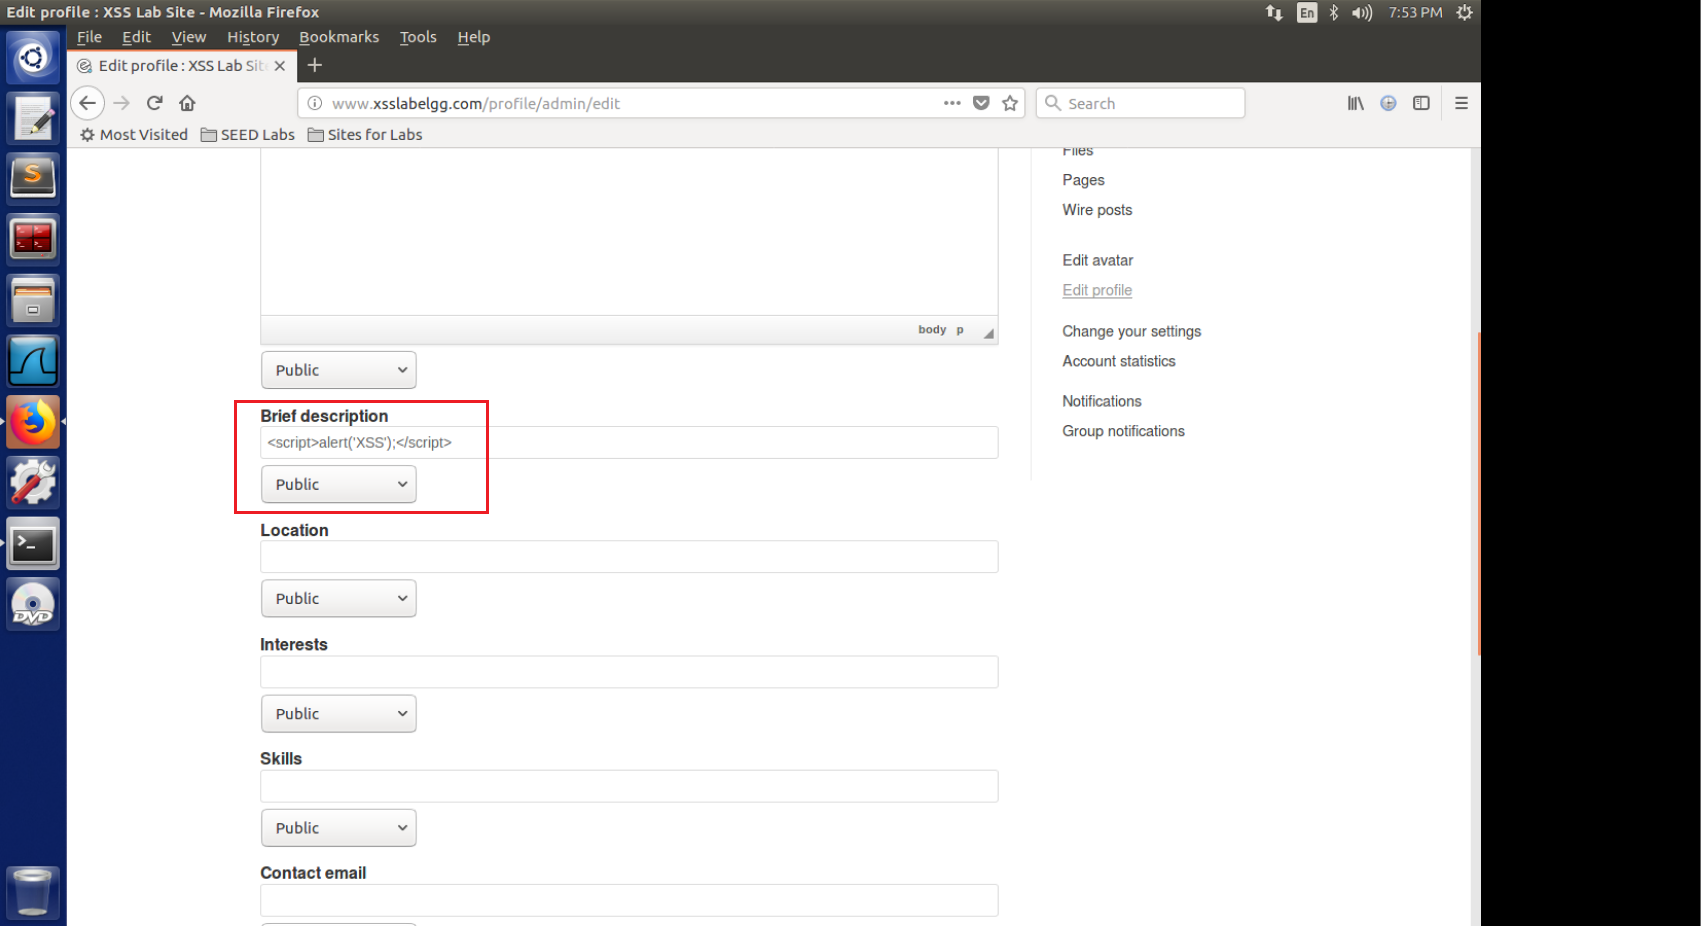 Edit profile : XSS Lab Site - Mozilla Firefox
En
7:53 PM
File Edit View History Bookmarks Tools Help
Edit profile : XSS Lab Site
www.xsslabelgg.com/profile/admin/edit
Search
Most Visited SEED Labs Sites for Labs
body p
Public
Brief description
<script>alert('XSS');</script>
Public
Location
Public
Interests
Public
Skills
Public
Contact email
Files
Pages
Wire posts
Edit avatar
Edit profile
Change your settings
Account statistics
Notifications
Group notifications
S
DVD